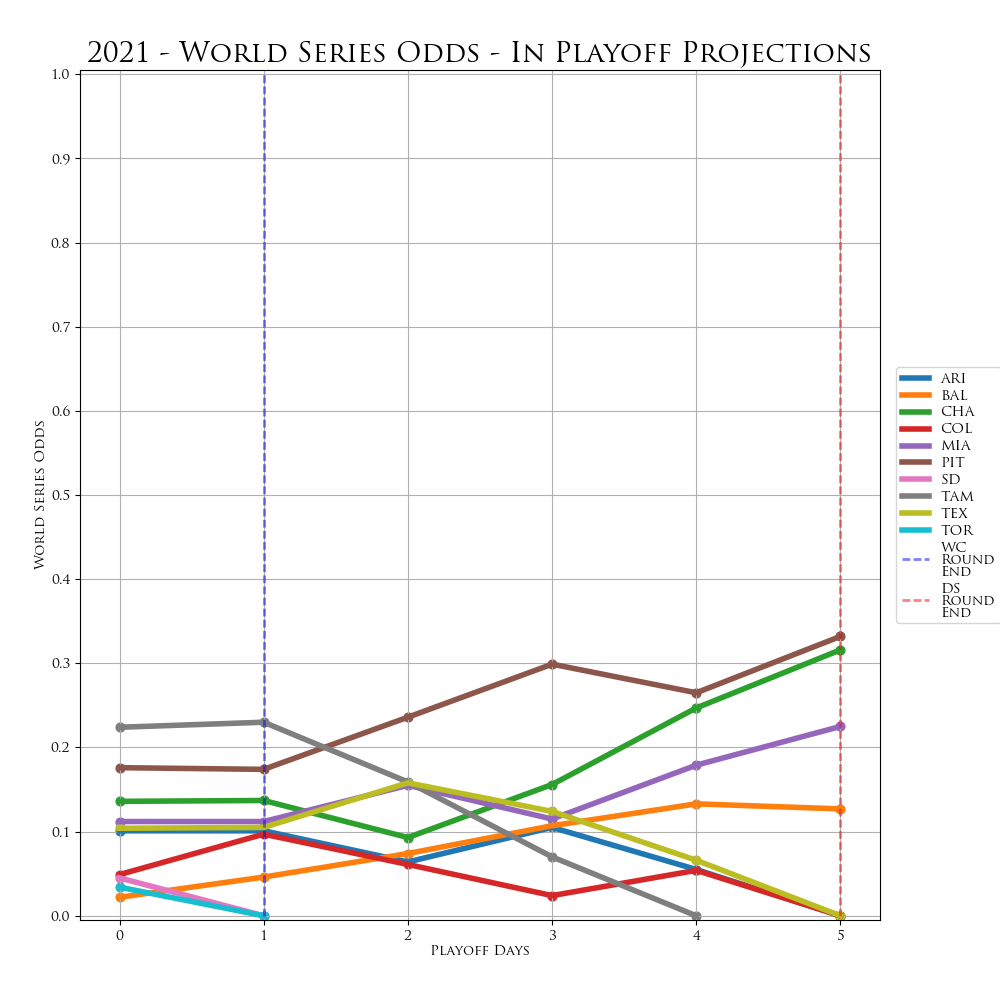 2021 - World Series Odds - In Playoff Projections
1.0
0.9
0.8
0.7
0.6
0.5
0.4
0.3
0.2
0.1
0.0
World Series Odds
0 1 2 3 4 5
Playoff Days
ARI
BAL
CHA
COL
MIA
PIT
SD
TAM
TEX
TOR
WC
Round
End
DS
Round
End